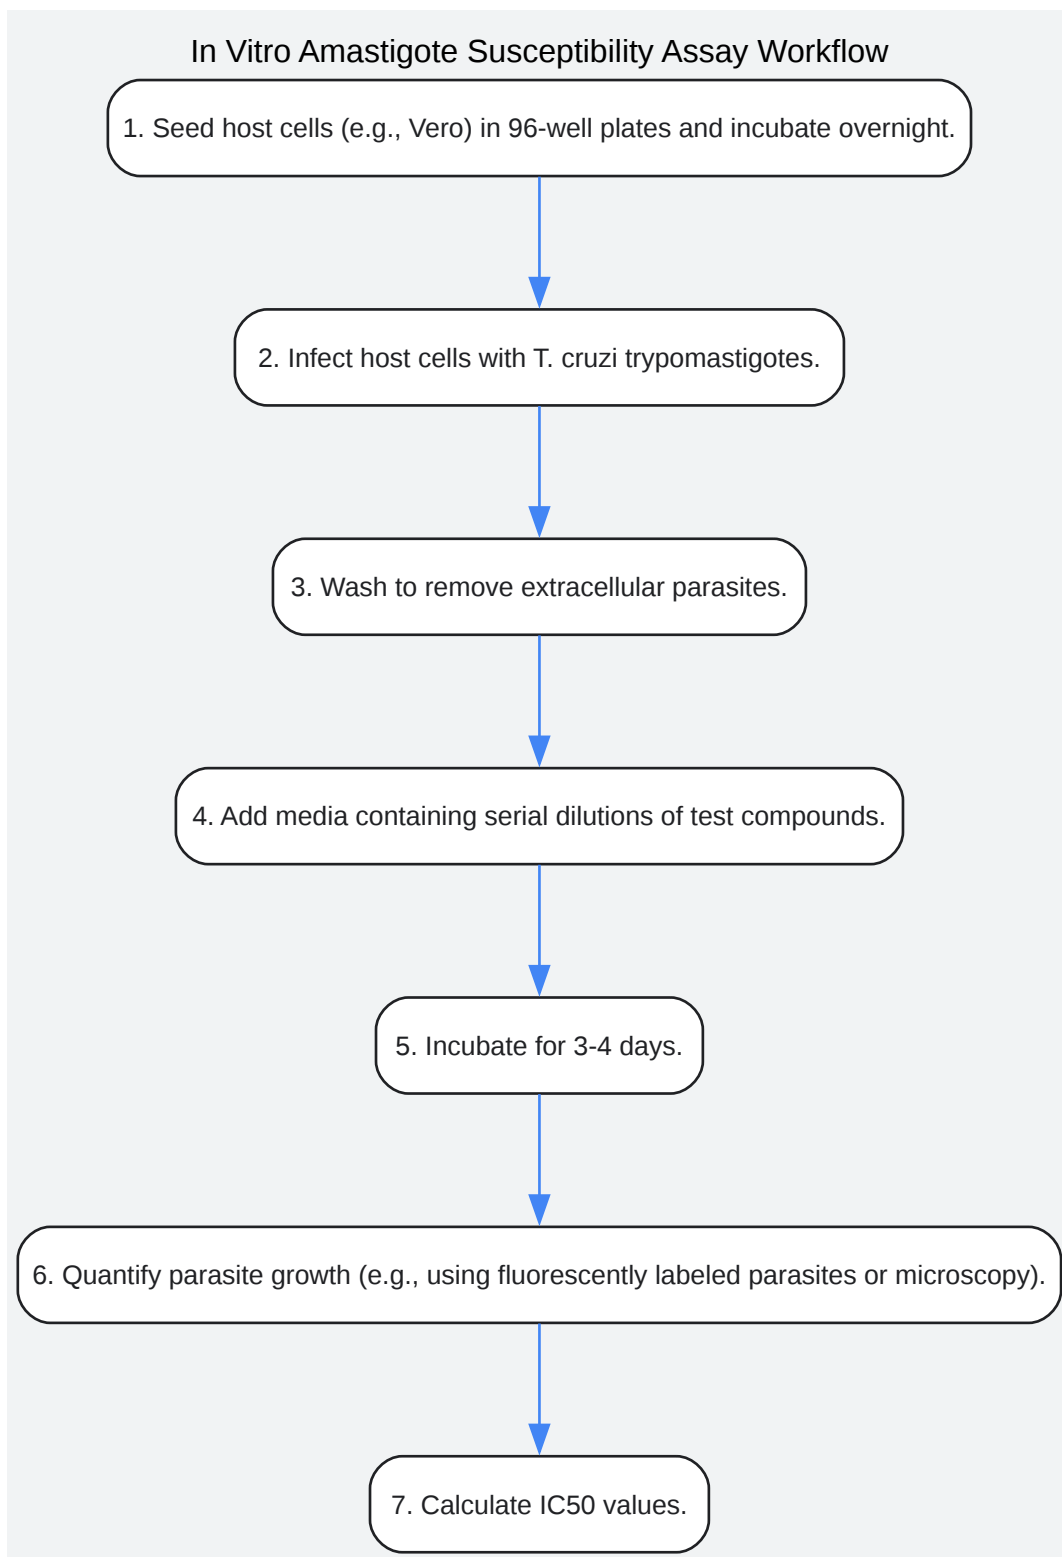 In Vitro Amastigote Susceptibility Assay Workflow
1. Seed host cells (e.g., Vero) in 96-well plates and incubate overnight.
2. Infect host cells with T. cruzi trypomastigotes.
3. Wash to remove extracellular parasites.
4. Add media containing serial dilutions of test compounds.
5. Incubate for 3-4 days.
6. Quantify parasite growth (e.g., using fluorescently labeled parasites or microscopy).
7. Calculate IC50 values.